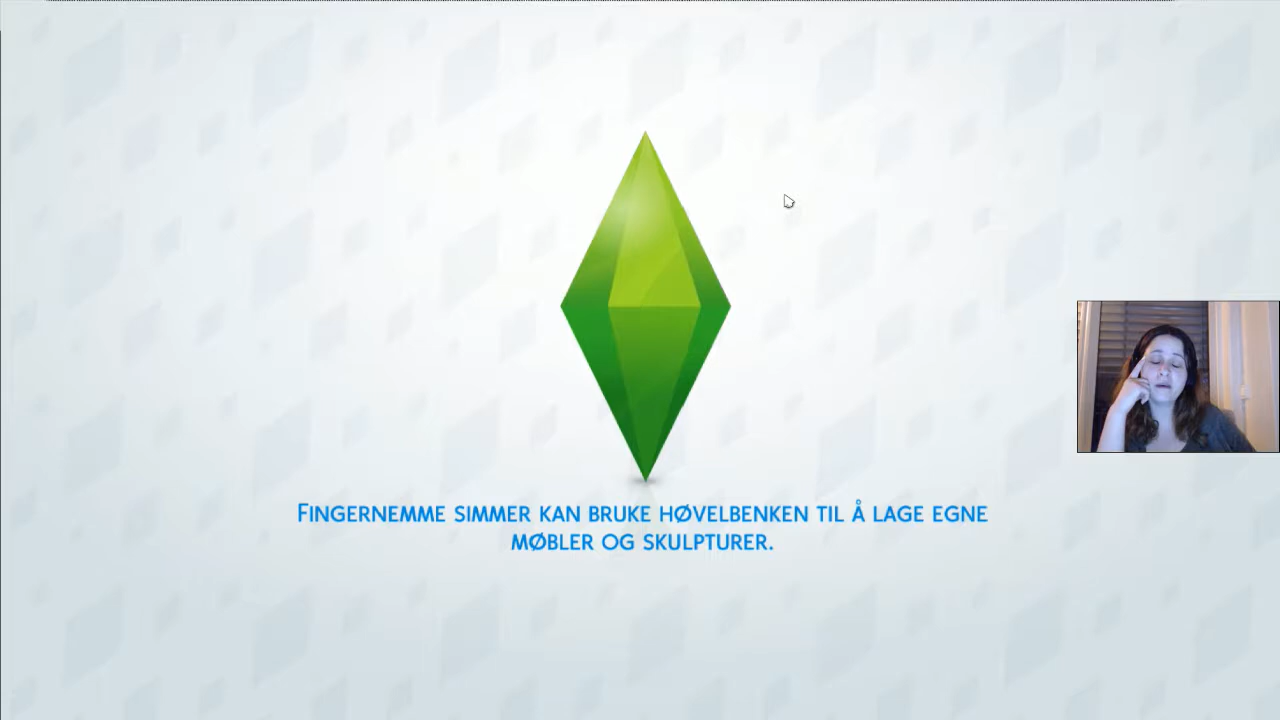 Fingernemme simmer kan bruke høvelbenken til å lage egne
møbler og skulpturer.